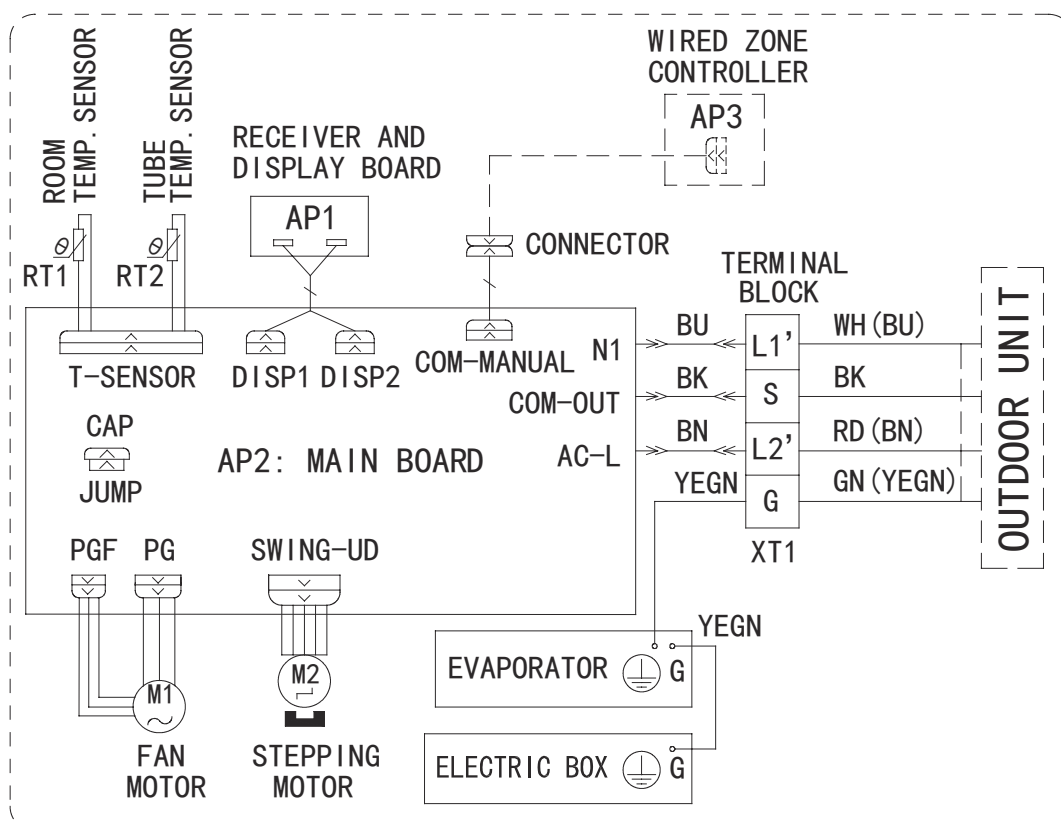 WIRED ZONE
CONTROLLER
AP3
ROOM
TEMP. SENSOR
TUBE
TEMP. SENSOR
RECEIVER AND
DISPLAY BOARD
AP1
θ
RT1
θ
RT2
CONNECTOR
TERMINAL
BLOCK
OUTDOOR UNIT
T-SENSOR
DISP1
DISP2
COM-MANUAL
N1
BU
L1'
WH(BU)
COM-OUT
BK
S
BK
CAP
JUMP
AP2: MAIN BOARD
AC-L
BN
L2'
RD(BN)
YEGN
G
GN(YEGN)
XT1
PGF
PG
SWING-UD
YEGN
M1
M2
EVAPORATOR
G
FAN
MOTOR
STEPPING
MOTOR
ELECTRIC BOX
G